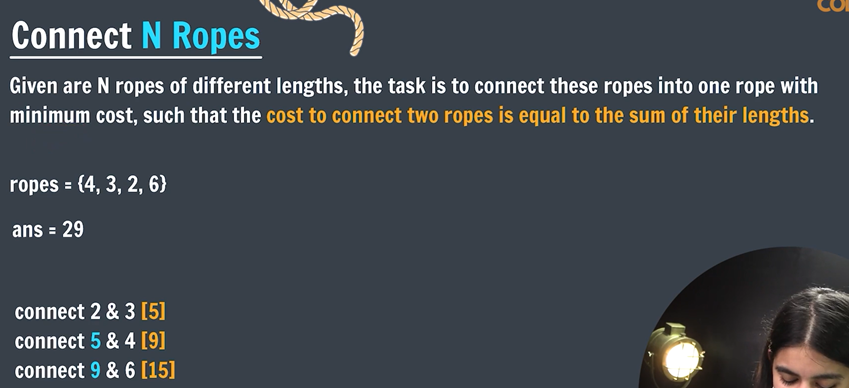 Connect N Ropes
Given are N ropes of different lengths, the task is to connect these ropes into one rope with
minimum cost, such that the cost to connect two ropes is equal to the sum of their lengths.
ropes = {4, 3, 2, 6}
ans = 29
connect 2 & 3 [5]
connect 5 & 4 [9]
connect 9 & 6 [15]